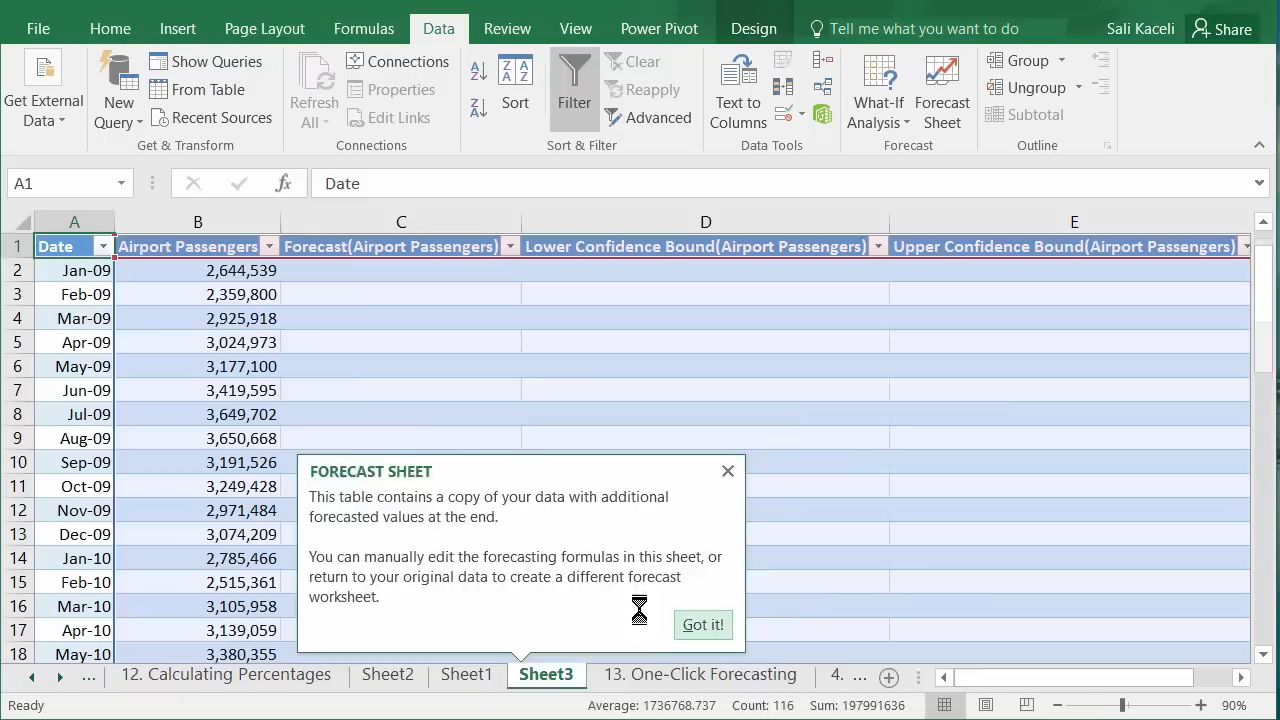 File Home Insert Page Layout Formulas Data Review View Power Pivot Design Tell me what you want to do Sali Kaceli Share
Get External
Data
New
Query
Show Queries
From Table
Recent Sources
Get & Transform
Refresh
All
Connections
Properties
Edit Links
Connections
Sort
Filter
Clear
Reapply
Advanced
Sort & Filter
Text to
Columns
Data Tools
What-If
Analysis
Forecast
Sheet
Forecast
Group
Ungroup
Subtotal
Outline
A1 fx Date
A B C D E
1 Date Airport Passengers Forecast(Airport Passengers) Lower Confidence Bound(Airport Passengers) Upper Confidence Bound(Airport Passengers)
2 Jan-09 2,644,539
3 Feb-09 2,359,800
4 Mar-09 2,925,918
5 Apr-09 3,024,973
6 May-09 3,177,100
7 Jun-09 3,419,595
8 Jul-09 3,649,702
9 Aug-09 3,650,668
10 Sep-09 3,191,526
11 Oct-09 3,249,428
12 Nov-09 2,971,484
13 Dec-09 3,074,209
14 Jan-10 2,785,466
15 Feb-10 2,515,361
16 Mar-10 3,105,958
17 Apr-10 3,139,059
18 May-10 3,380,355
FORECAST SHEET
This table contains a copy of your data with additional
forecasted values at the end.
You can manually edit the forecasting formulas in this sheet, or
return to your original data to create a different forecast
worksheet.
Got it!
... 12. Calculating Percentages Sheet2 Sheet1 Sheet3 13. One-Click Forecasting 4. ...
Ready Average: 1736768.737 Count: 116 Sum: 197991636 90%